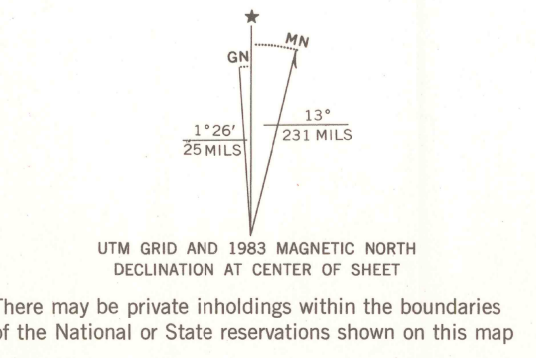 ★
MN
GN
13°
231 MILS
1°26′
25 MILS
UTM GRID AND 1983 MAGNETIC NORTH
DECLINATION AT CENTER OF SHEET
There may be private inholdings within the boundaries
of the National or State reservations shown on this map